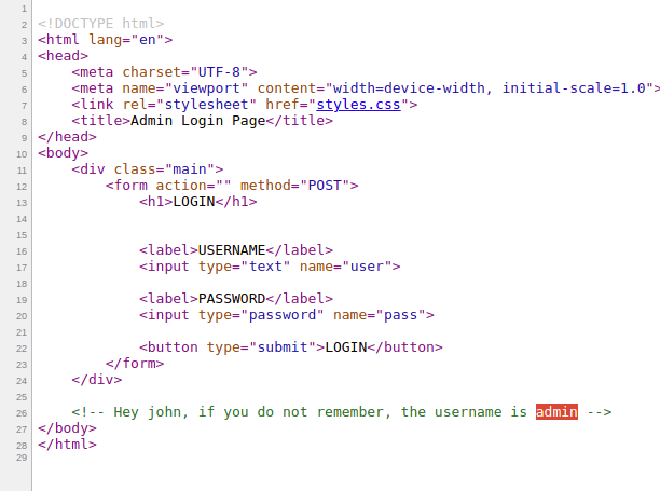 1
2 <!DOCTYPE html>
3 <html lang="en">
4 <head>
5     <meta charset="UTF-8">
6     <meta name="viewport" content="width=device-width, initial-scale=1.0">
7     <link rel="stylesheet" href="styles.css">
8     <title>Admin Login Page</title>
9 </head>
10 <body>
11     <div class="main">
12         <form action="" method="POST">
13             <h1>LOGIN</h1>
14
15
16             <label>USERNAME</label>
17             <input type="text" name="user">
18
19             <label>PASSWORD</label>
20             <input type="password" name="pass">
21
22             <button type="submit">LOGIN</button>
23         </form>
24     </div>
25
26     <!-- Hey john, if you do not remember, the username is admin -->
27 </body>
28 </html>
29